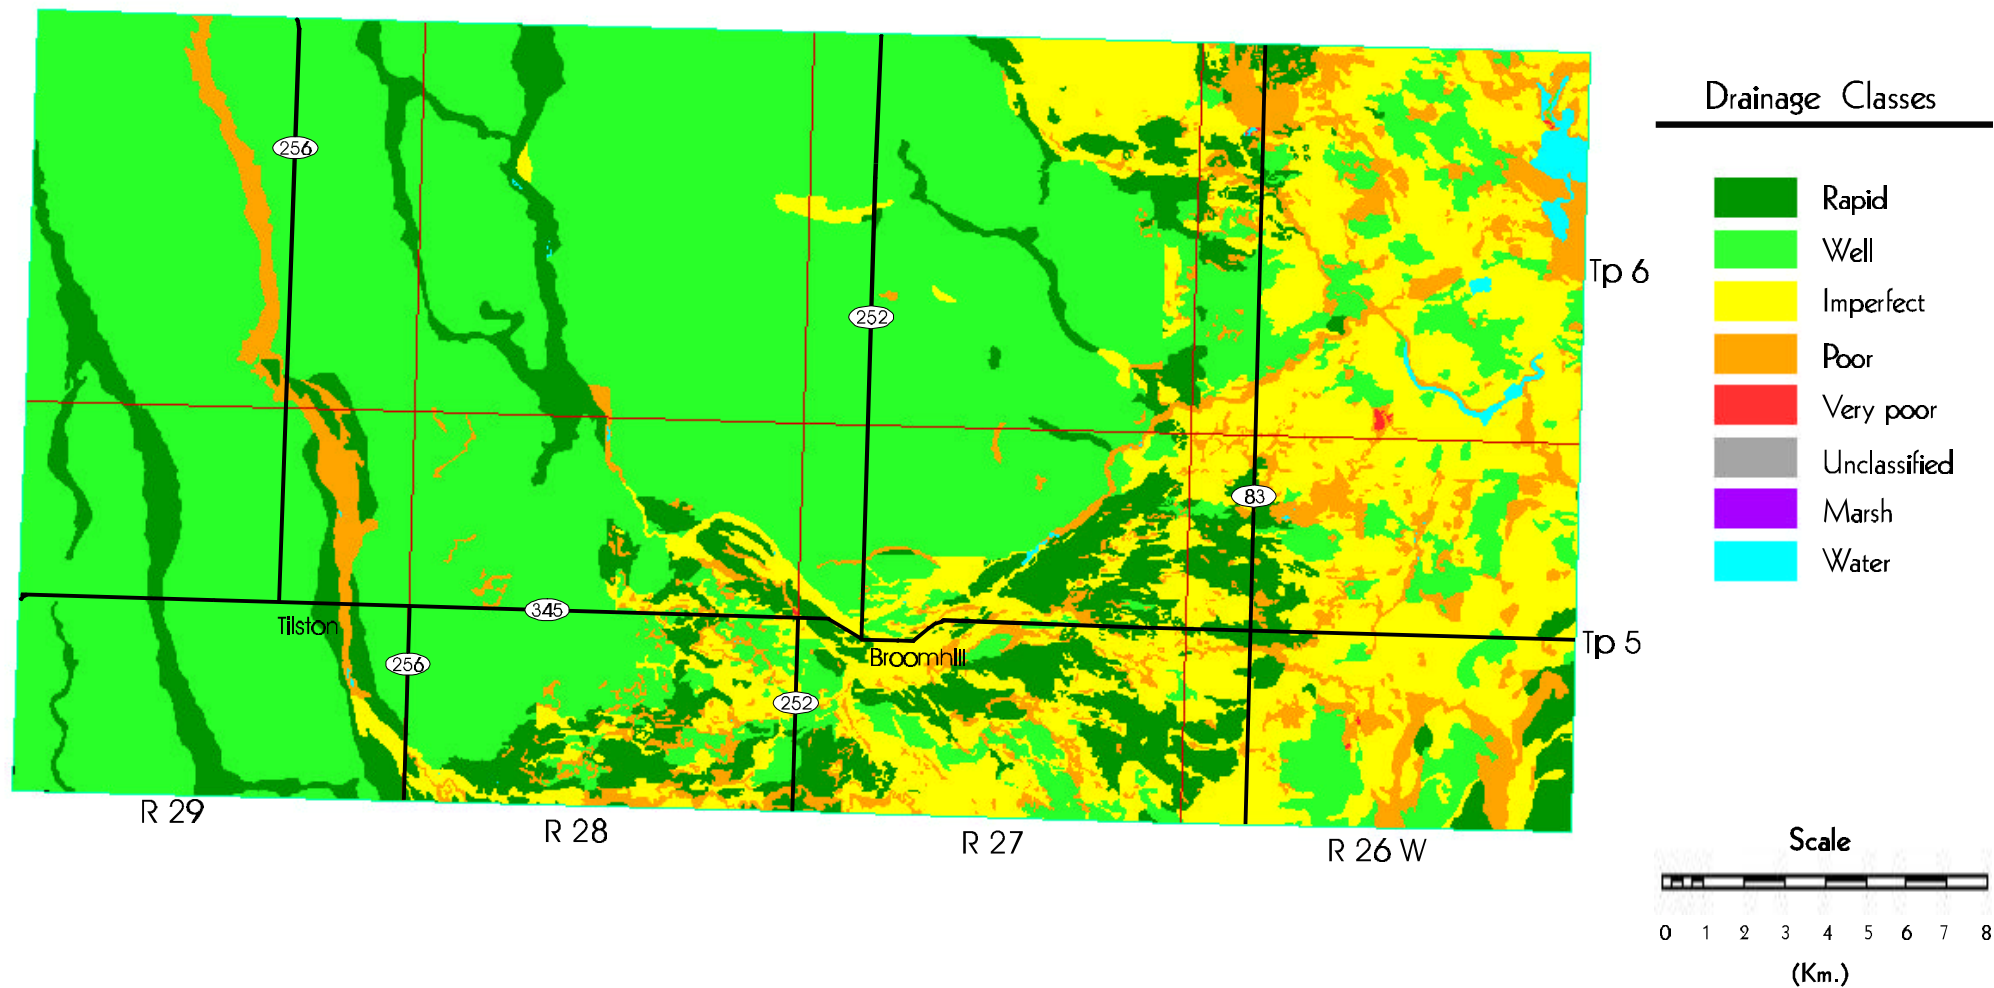 Drainage Classes
Rapid
Well
Imperfect
Poor
Very poor
Unclassified
Marsh
Water
256
252
Tp 6
83
345
Tilston
256
Broomhill
252
Tp 5
R 29
R 28
R 27
R 26 W
Scale
0 1 2 3 4 5 6 7 8
(Km.)